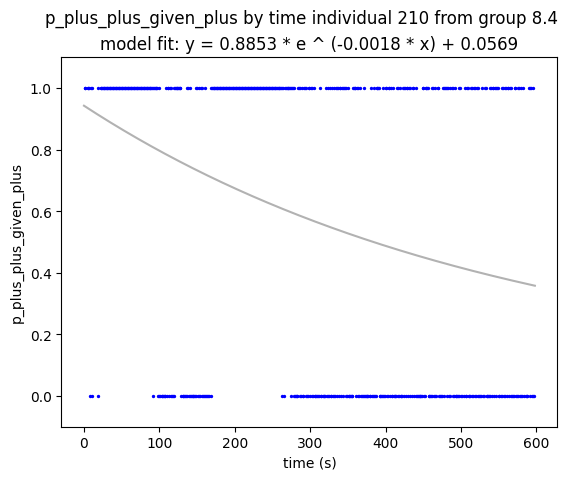 p_plus_plus_given_plus by time individual 210 from group 8.4
model fit: y = 0.8853 * e ^ (-0.0018 * x) + 0.0569
1.0
0.8
0.6
0.4
0.2
0.0
p_plus_plus_given_plus
0 100 200 300 400 500 600
time (s)